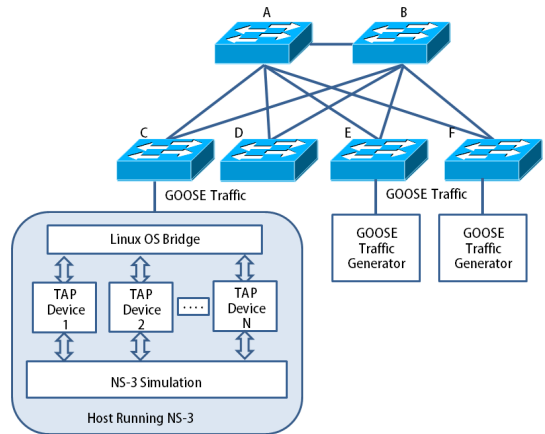 A
B
C
D
E
F
GOOSE Traffic
GOOSE Traffic
Linux OS Bridge
GOOSE
Traffic
Generator
GOOSE
Traffic
Generator
TAP
Device
1
TAP
Device
2
....
TAP
Device
N
NS-3 Simulation
Host Running NS-3